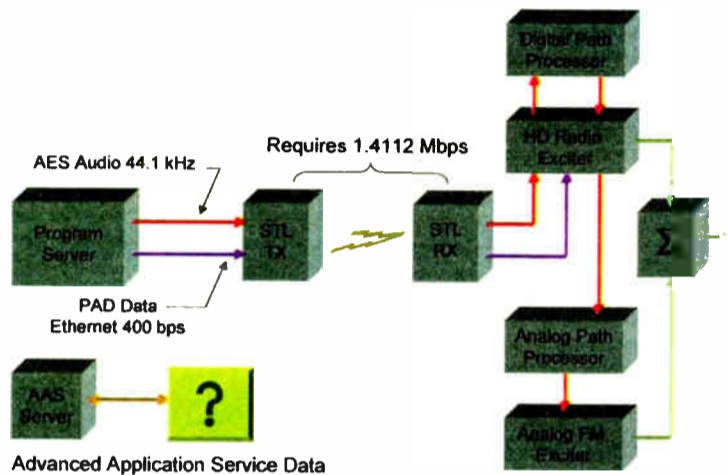 Digital Path
Processor
HD Radio
Exciter
Requires 1.4112 Mbps
AES Audio 44.1 kHz
Program
Server
STL
TX
STL
RX
Σ
PAD Data
Ethernet 400 bps
Analog Path
Processor
AAS
Server
?
Analog FM
Exciter
Advanced Application Service Data